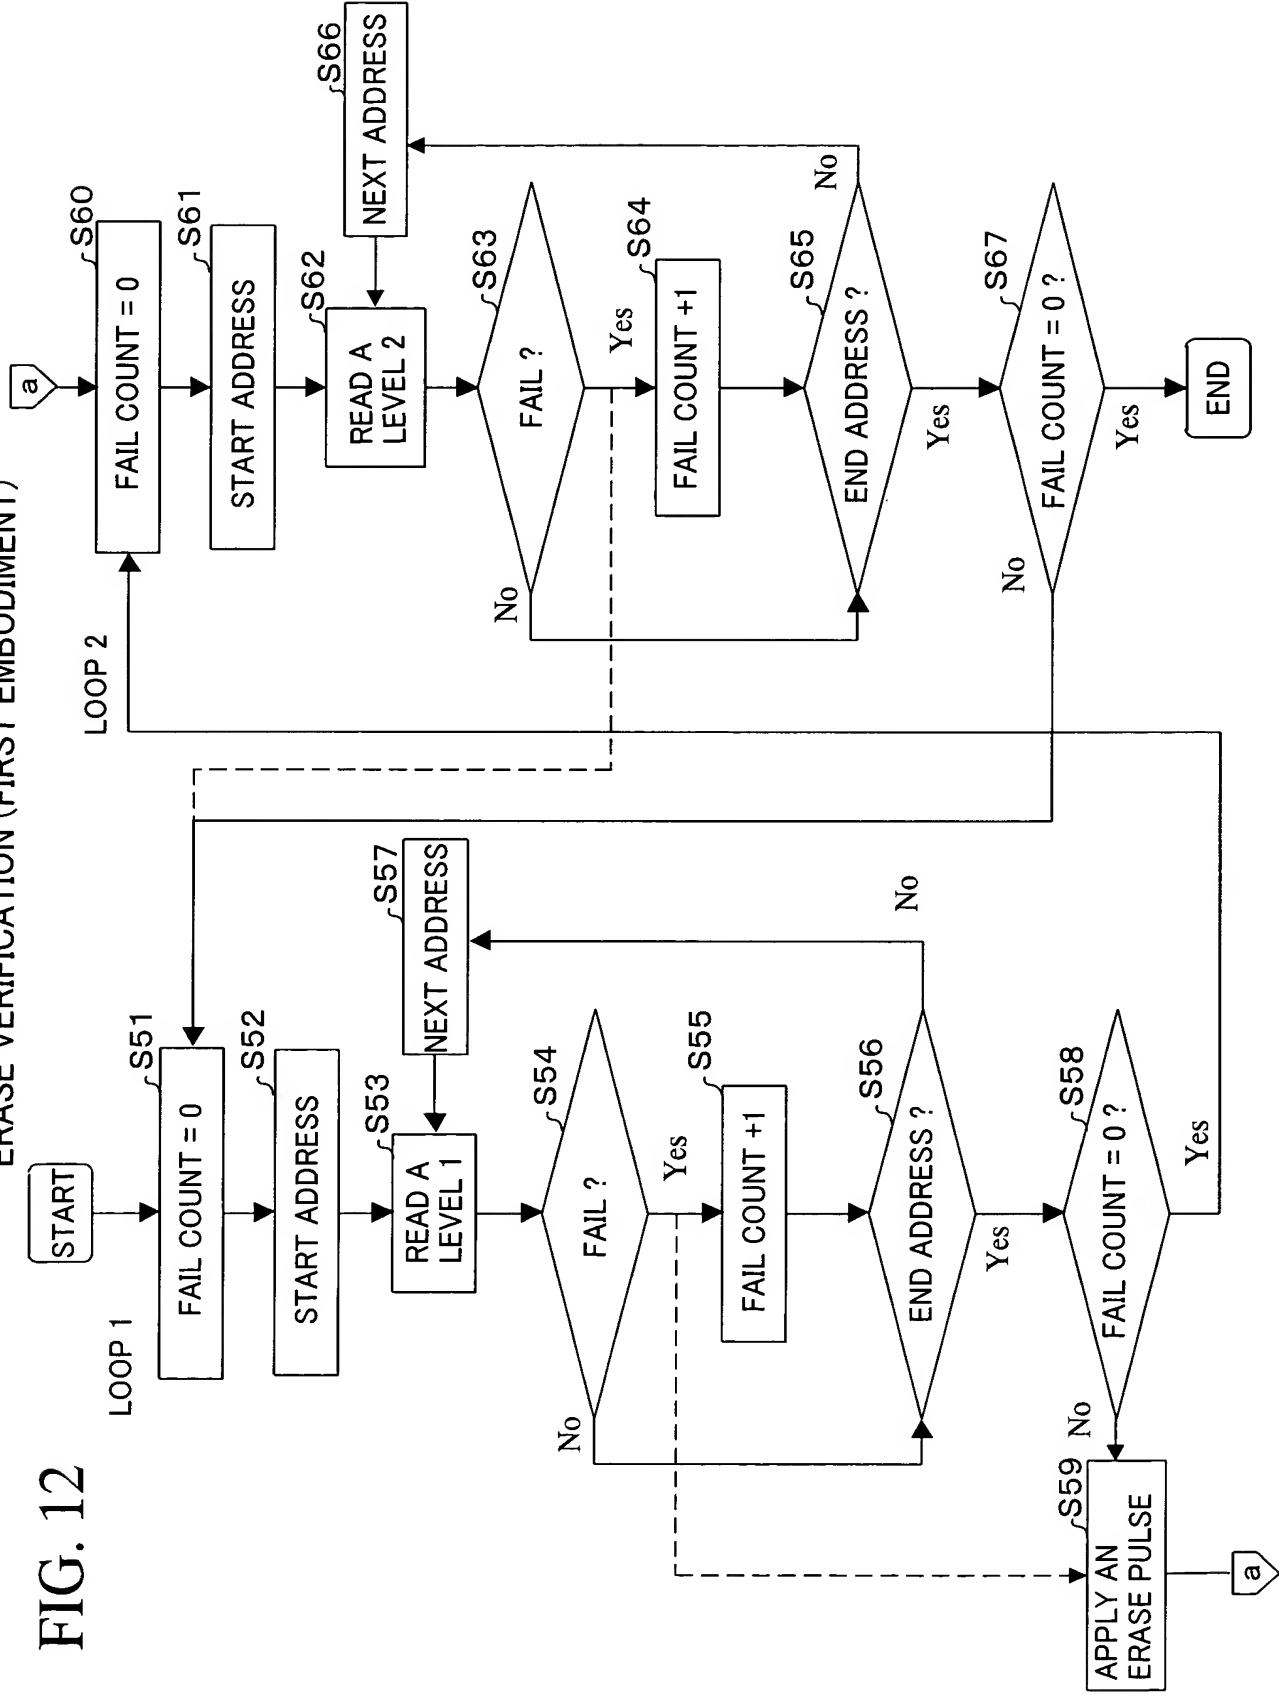 FIG. 12
ERASE VERIFICATION (FIRST EMBODIMENT)
LOOP 1
START
S51
FAIL COUNT = 0
S52
START ADDRESS
S53
READ A
LEVEL 1
S57
NEXT ADDRESS
S54
FAIL ?
No
Yes
S55
FAIL COUNT +1
S56
END ADDRESS ?
No
Yes
S58
FAIL COUNT = 0 ?
No
Yes
S59
APPLY AN
ERASE PULSE
a
LOOP 2
a
S60
FAIL COUNT = 0
S61
START ADDRESS
S62
READ A
LEVEL 2
S66
NEXT ADDRESS
S63
FAIL ?
No
Yes
S64
FAIL COUNT +1
S65
END ADDRESS ?
No
Yes
S67
FAIL COUNT = 0 ?
No
Yes
END